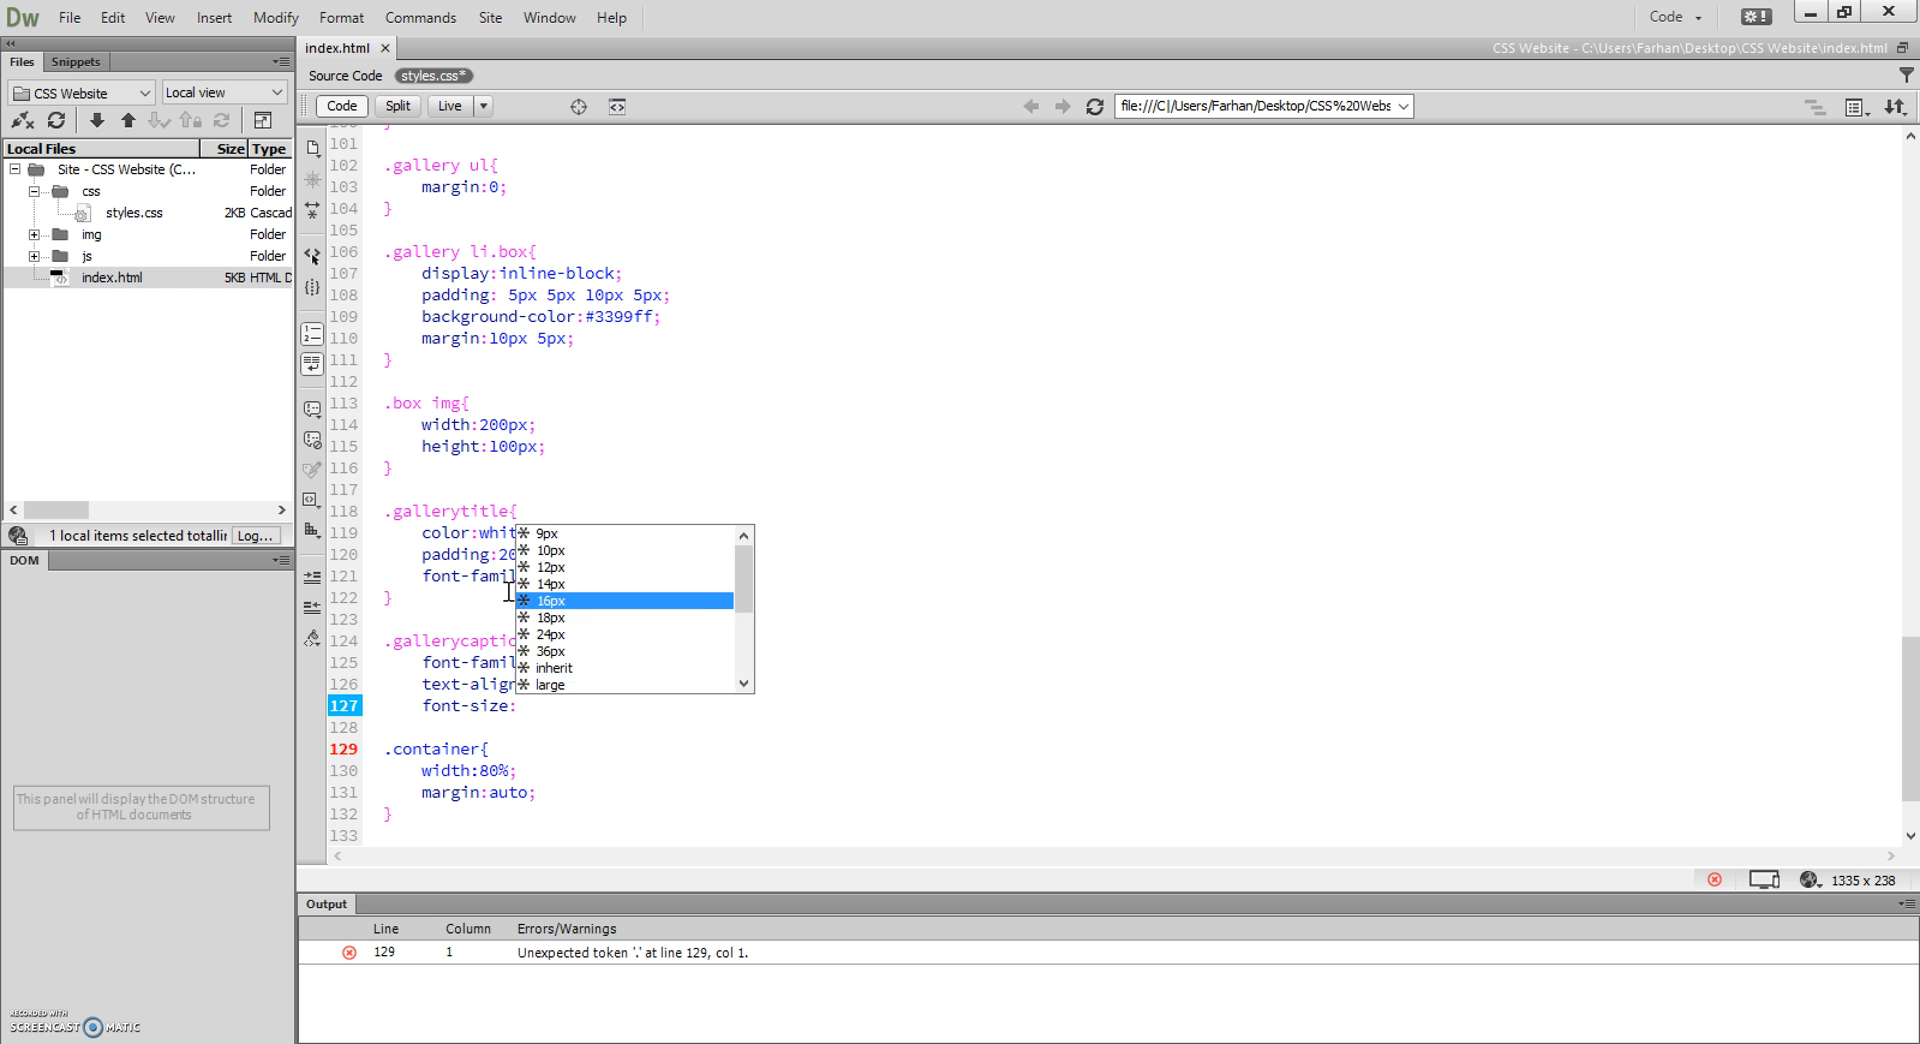 Dw File Edit View Insert Modify Format Commands Site Window Help Code
Files Snippets
index.html
CSS Website - C:\Users\Farhan\Desktop\CSS Website\index.html
Source Code styles.css*
CSS Website Local view
Code Split Live
file:///C|/Users/Farhan/Desktop/CSS%20Webs
Local Files Size Type
Site - CSS Website (C... Folder
css Folder
styles.css 2KB Cascad
img Folder
js Folder
index.html 5KB HTML D
1 local items selected totallir Log...
DOM
This panel will display the DOM structure
of HTML documents
101
102 .gallery ul{
103 margin:0;
104 }
105
106 .gallery li.box{
107 display:inline-block;
108 padding: 5px 5px 10px 5px;
109 background-color:#3399ff;
110 margin:10px 5px;
111 }
112
113 .box img{
114 width:200px;
115 height:100px;
116 }
117
118 .gallerytitle{
119 color:whit
120 padding:20
121 font-famil
122 }
123
124 .gallerycaptic
125 font-famil
126 text-align
127 font-size:
128
129 .container{
130 width:80%;
131 margin:auto;
132 }
133
9px
10px
12px
14px
16px
18px
24px
36px
inherit
large
1335 x 238
Output
Line Column Errors/Warnings
129 1 Unexpected token '.' at line 129, col 1.
RECORDED WITH
SCREENCAST MATIC